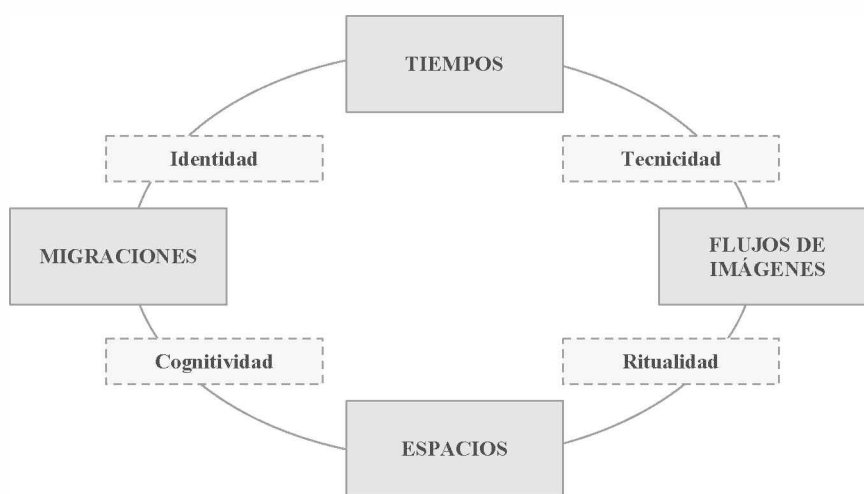 TIEMPOS
Identidad
Tecnicidad
MIGRACIONES
FLUJOS DE
IMÁGENES
Cognitividad
Ritualidad
ESPACIOS